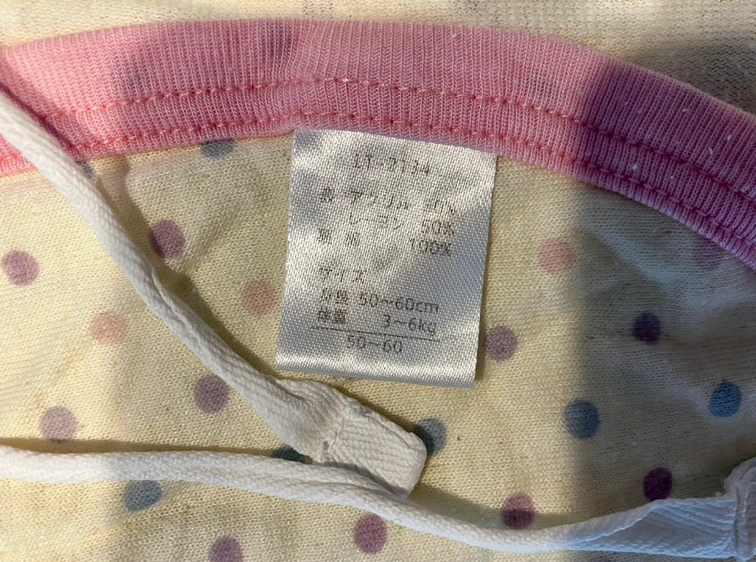 LT-2134
表 アクリル 50%
レーヨン 50%
裏 綿 100%
サイズ
身長 50～60cm
体重 3～6kg
50～60